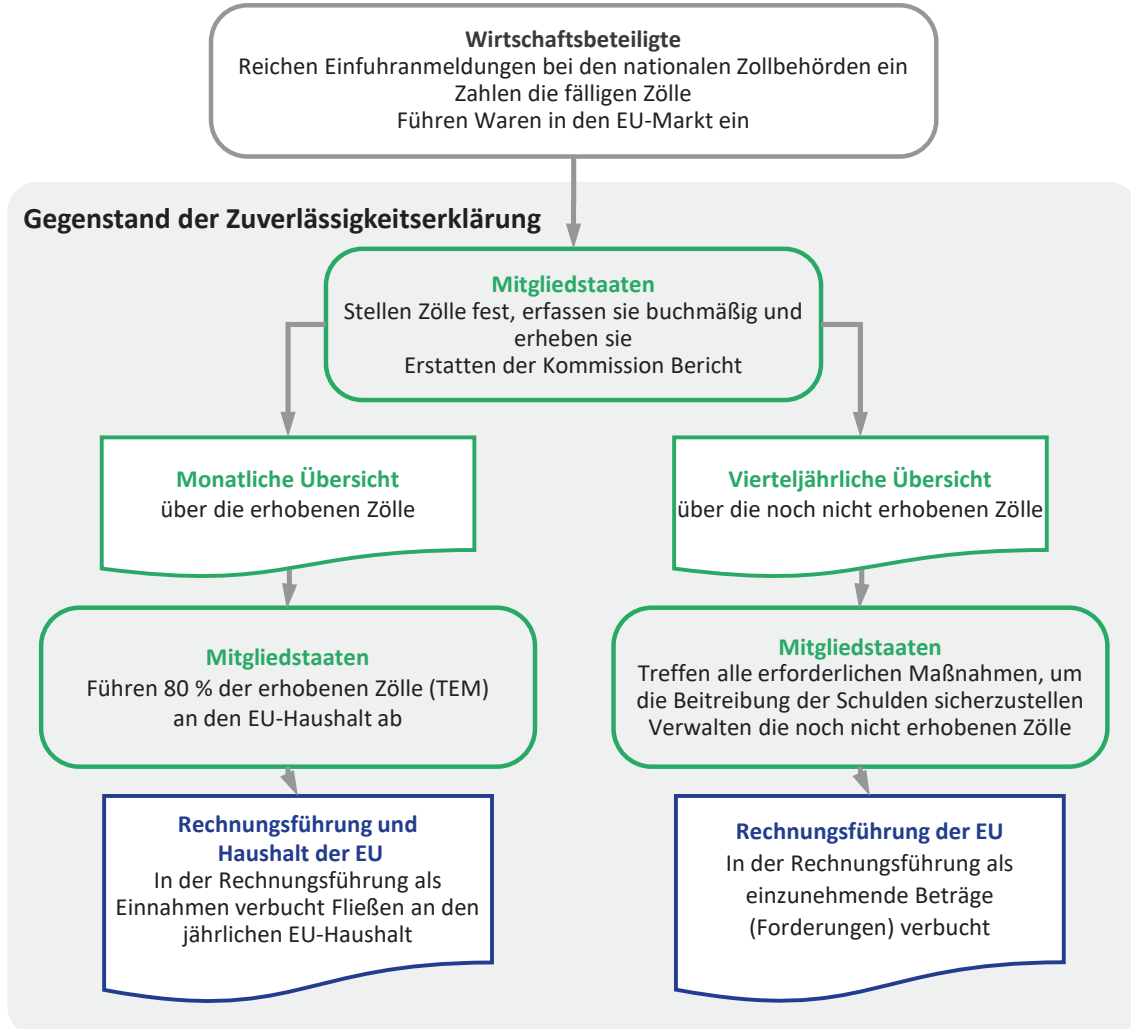 Wirtschaftsbeteiligte
Reichen Einfuhranmeldungen bei den nationalen Zollbehörden ein
Zahlen die fälligen Zölle
Führen Waren in den EU-Markt ein
Gegenstand der Zuverlässigkeitserklärung
Mitgliedstaaten
Stellen Zölle fest, erfassen sie buchmäßig und
erheben sie
Erstatten der Kommission Bericht
Monatliche Übersicht
über die erhobenen Zölle
Vierteljährliche Übersicht
über die noch nicht erhobenen Zölle
Mitgliedstaaten
Führen 80 % der erhobenen Zölle (TEM)
an den EU-Haushalt ab
Mitgliedstaaten
Treffen alle erforderlichen Maßnahmen, um
die Beitreibung der Schulden sicherzustellen
Verwalten die noch nicht erhobenen Zölle
Rechnungsführung und
Haushalt der EU
In der Rechnungsführung als
Einnahmen verbucht Fließen an den
jährlichen EU-Haushalt
Rechnungsführung der EU
In der Rechnungsführung als
einzunehmende Beträge
(Forderungen) verbucht